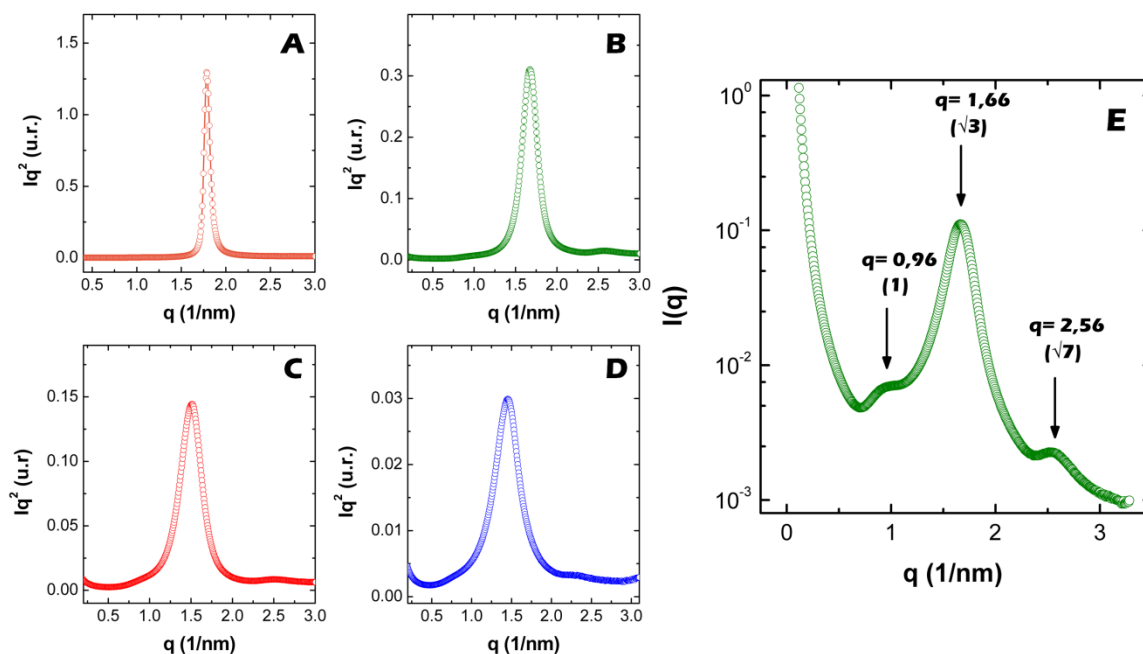 A
Iq² (u.r.)
1.5
1.0
0.5
0.0
0.5 1.0 1.5 2.0 2.5 3.0
q (1/nm)
B
Iq² (u.r.)
0.3
0.2
0.1
0.0
0.5 1.0 1.5 2.0 2.5 3.0
q (1/nm)
C
Iq² (u.r)
0.15
0.10
0.05
0.00
0.5 1.0 1.5 2.0 2.5 3.0
q (1/nm)
D
Iq² (u.r.)
0.03
0.02
0.01
0.00
0.5 1.0 1.5 2.0 2.5 3.0
q (1/nm)
E
I(q)
10⁰
10⁻¹
10⁻²
10⁻³
q= 0,96
(1)
q= 1,66
(√3)
q= 2,56
(√7)
0 1 2 3
q (1/nm)